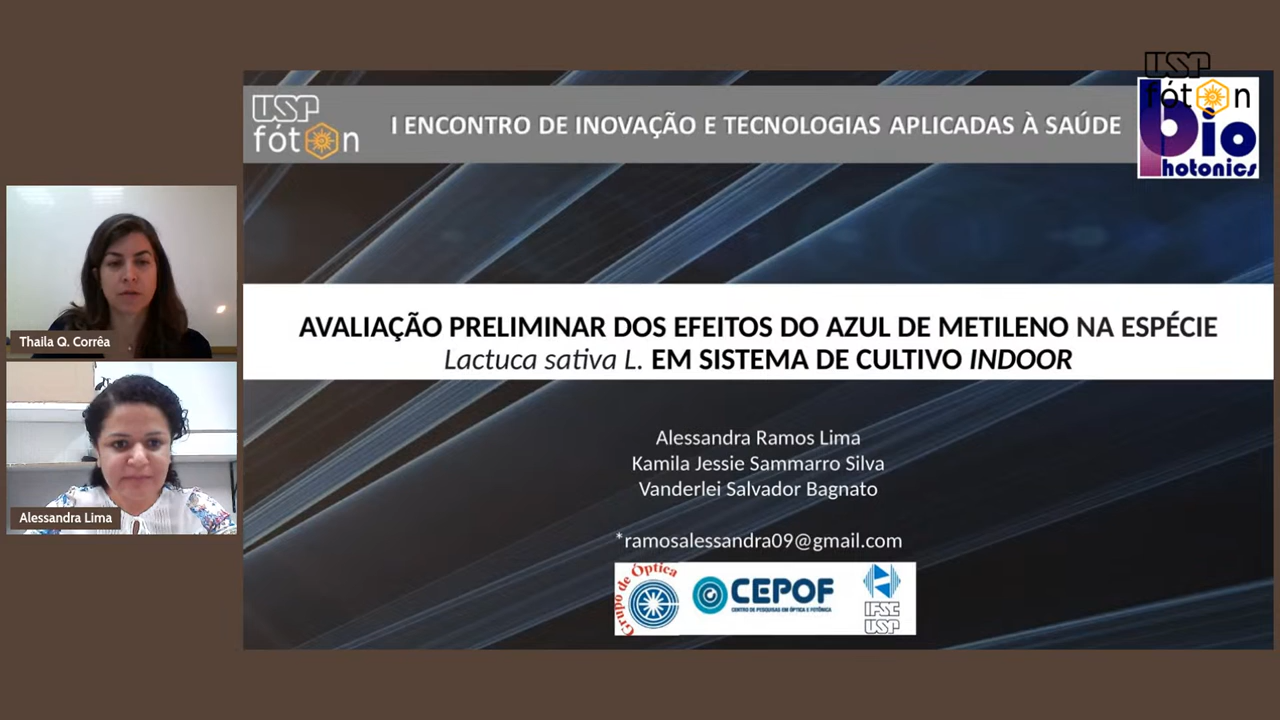 USP
fóton
I ENCONTRO DE INOVAÇÃO E TECNOLOGIAS APLICADAS À SAÚDE
USP
fóton
bio
photonics
Thaila Q. Corrêa
Alessandra Lima
AVALIAÇÃO PRELIMINAR DOS EFEITOS DO AZUL DE METILENO NA ESPÉCIE
Lactuca sativa L. EM SISTEMA DE CULTIVO INDOOR
Alessandra Ramos Lima
Kamila Jessie Sammarro Silva
Vanderlei Salvador Bagnato
*ramosalessandra09@gmail.com
Grupo de Óptica
CEPOF
CENTRO DE PESQUISAS EM ÓPTICA E FOTÔNICA
IFSC
USP